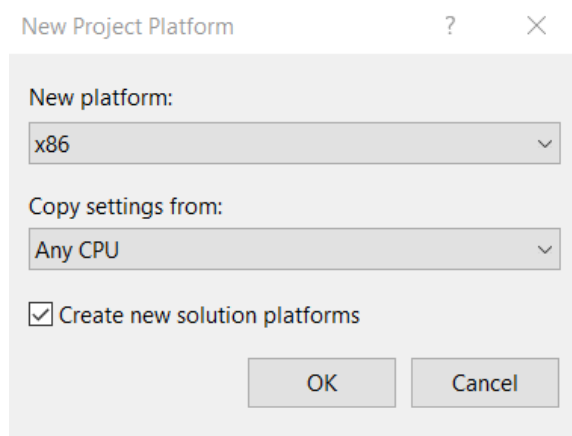 New Project Platform ?
New platform:
x86
Copy settings from:
Any CPU
Create new solution platforms
OK Cancel